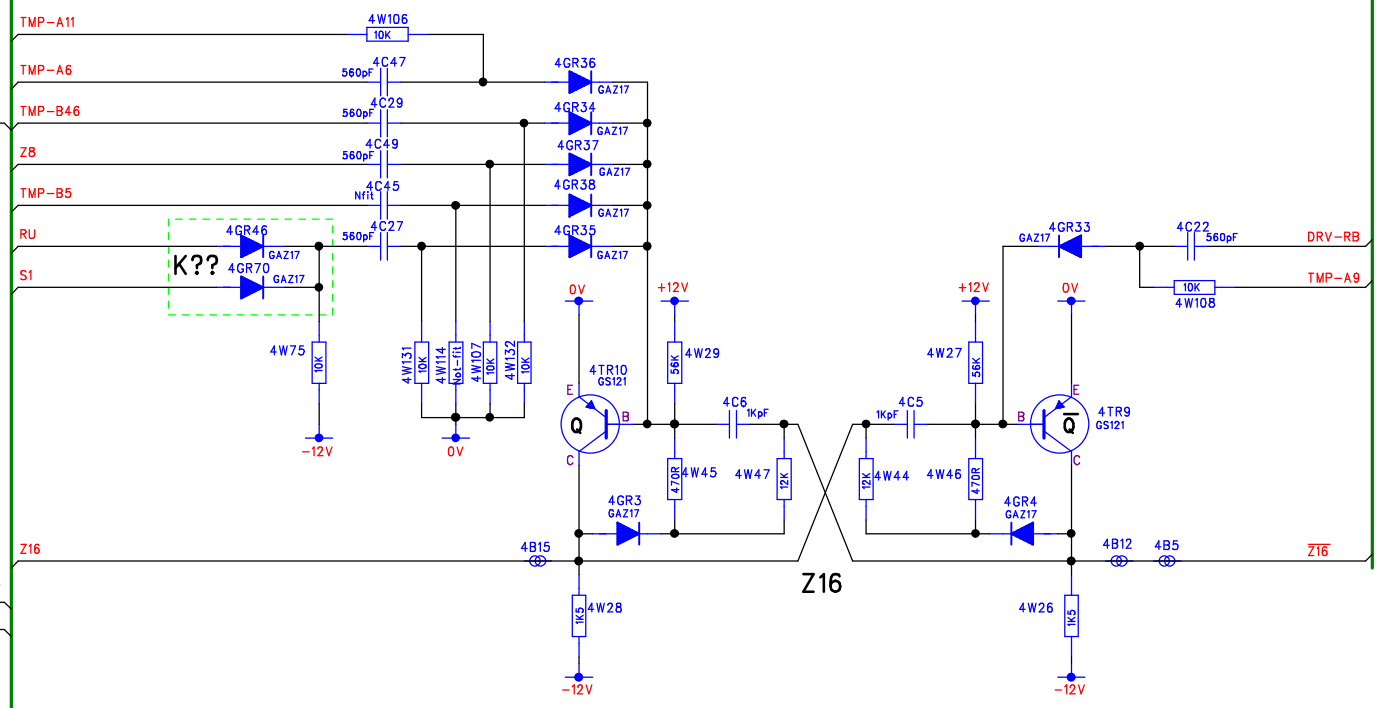 TMP-A11
4W106
10K
TMP-A6
560pF
4C47
4GR36
GAZ17
TMP-B46
560pF
4C29
4GR34
GAZ17
Z8
560pF
4C49
4GR37
GAZ17
TMP-B5
Nfit
4C45
4GR38
GAZ17
RU
4GR46
GAZ17
560pF
4C27
4GR35
GAZ17
K??
S1
4GR70
GAZ17
4GR33
GAZ17
4C22
560pF
DRV-RB
TMP-A9
10K
4W108
0V
+12V
+12V
0V
4W75
10K
-12V
4W131
10K
4W114
Not-fit
4W107
10K
4W132
10K
0V
4TR10
GS121
E
B
C
Q
56K
4W29
4C6
1KpF
470R
4W45
4W47
12K
4GR3
GAZ17
4W27
56K
4C5
1KpF
12K
4W44
4W46
470R
4GR4
GAZ17
E
B
C
Q
4TR9
GS121
Z16
4B15
4B12
4B5
Z16
Z16
1K5
4W28
-12V
4W26
1K5
-12V